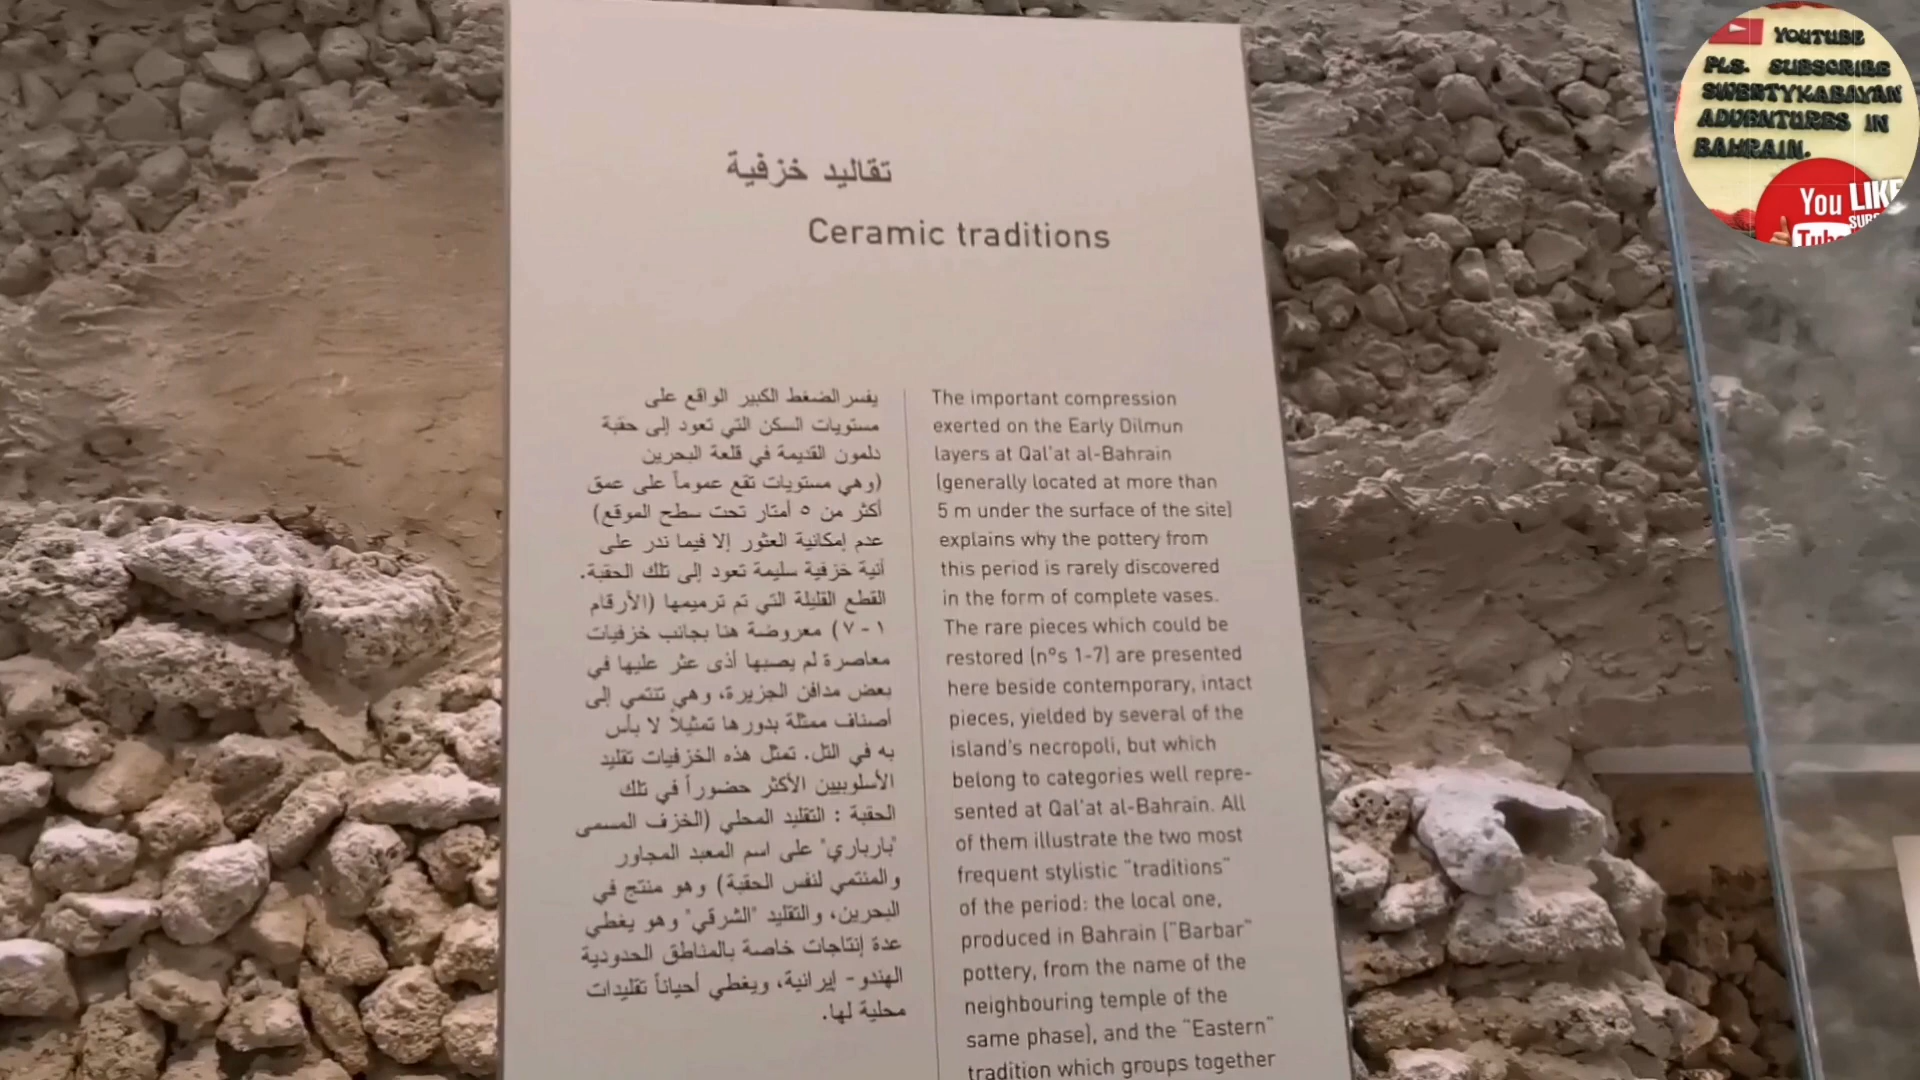 تقاليد خزفية
Ceramic traditions
يفسر الضغط الكبير الواقع على
مستويات السكن التي تعود إلى حقبة
دلمون القديمة في قلعة البحرين
(وهي مستويات تقع عموماً على عمق
أكثر من ٥ أمتار تحت سطح الموقع)
عدم إمكانية العثور إلا فيما ندر على
آنية خزفية سليمة تعود إلى تلك الحقبة.
القطع القليلة التي تم ترميمها (الأرقام
١-٧) معروضة هنا بجانب خزفيات
معاصرة لم يصبها أذى عثر عليها في
بعض مدافن الجزيرة، وهي تنتمي إلى
أصناف ممثلة بدورها تمثيلاً لا بأس
به في التل. تمثل هذه الخزفيات تقليد
الأسلوبيين الأكثر حضوراً في تلك
الحقبة : التقليد المحلي (الخزف المسمى
"بارباري" على اسم المعبد المجاور
والمنتمي لنفس الحقبة) وهو منتج في
البحرين، والتقليد "الشرقي" وهو يغطي
عدة إنتاجات خاصة بالمناطق الحدودية
الهندو- إيرانية، ويغطي أحياناً تقليدات
محلية لها.
The important compression
exerted on the Early Dilmun
layers at Qal'at al-Bahrain
(generally located at more than
5 m under the surface of the site)
explains why the pottery from
this period is rarely discovered
in the form of complete vases.
The rare pieces which could be
restored (n°s 1-7) are presented
here beside contemporary, intact
pieces, yielded by several of the
island's necropoli, but which
belong to categories well repre-
sented at Qal'at al-Bahrain. All
of them illustrate the two most
frequent stylistic "traditions"
of the period: the local one,
produced in Bahrain ("Barbar"
pottery, from the name of the
neighbouring temple of the
same phase), and the "Eastern"
tradition which groups together
YOUTUBE
PLS. SUBSCRIBE
SWERTYKABAYAN
ADVENTURES IN
BAHRAIN.
You LIKE
Tube